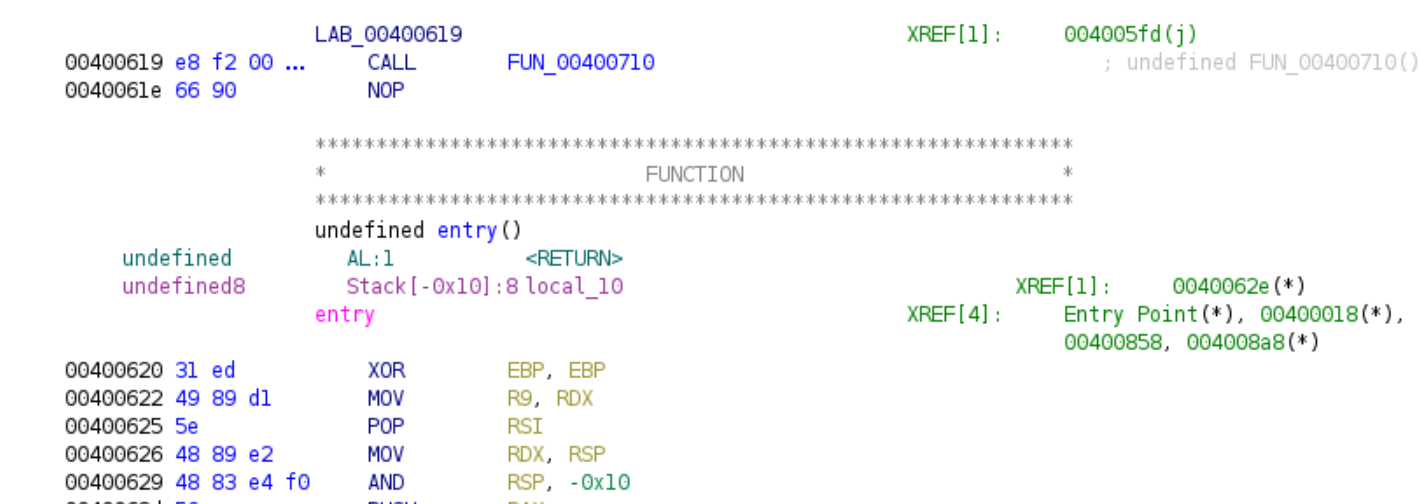 LAB_00400619 XREF[1]: 004005fd(j)
00400619 e8 f2 00 ... CALL FUN_00400710 ; undefined FUN_00400710()
0040061e 66 90 NOP
**************************************************************
* FUNCTION *
**************************************************************
undefined entry()
undefined AL:1 <RETURN>
undefined8 Stack[-0x10]:8 local_10 XREF[1]: 0040062e(*)
entry XREF[4]: Entry Point(*), 00400018(*),
00400858, 004008a8(*)
00400620 31 ed XOR EBP, EBP
00400622 49 89 d1 MOV R9, RDX
00400625 5e POP RSI
00400626 48 89 e2 MOV RDX, RSP
00400629 48 83 e4 f0 AND RSP, -0x10